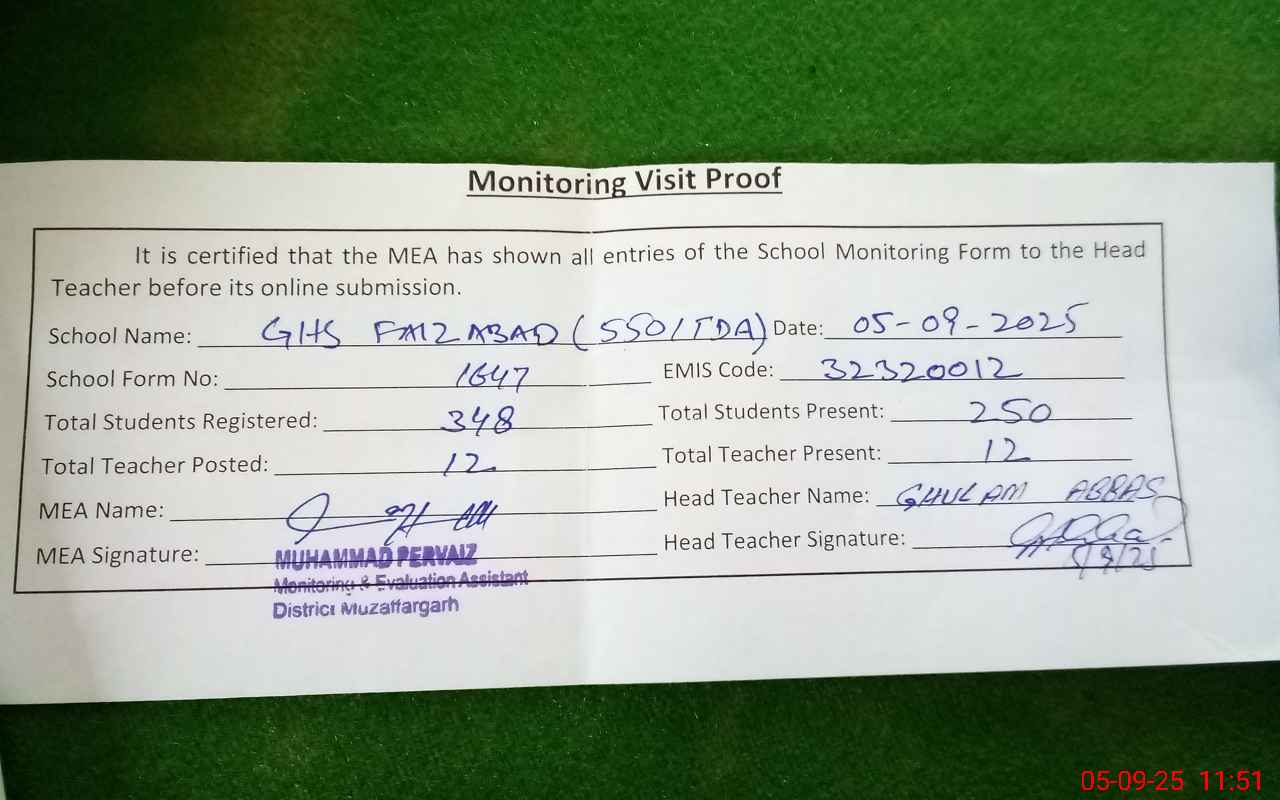 Monitoring Visit Proof
It is certified that the MEA has shown all entries of the School Monitoring Form to the Head
Teacher before its online submission.
School Name: GHS FAIZABAD (SSO/TDA) Date: 05-09-2025
School Form No: 1647 EMIS Code: 32320012
Total Students Registered: 348 Total Students Present: 250
Total Teacher Posted: 12 Total Teacher Present: 12
MEA Name: Head Teacher Name: GHULAM ABBAS
MEA Signature: Head Teacher Signature:
5/9/25
MUHAMMAD PERVAIZ
Monitoring & Evaluation Assistant
District Muzaffargarh
05-09-25 11:51